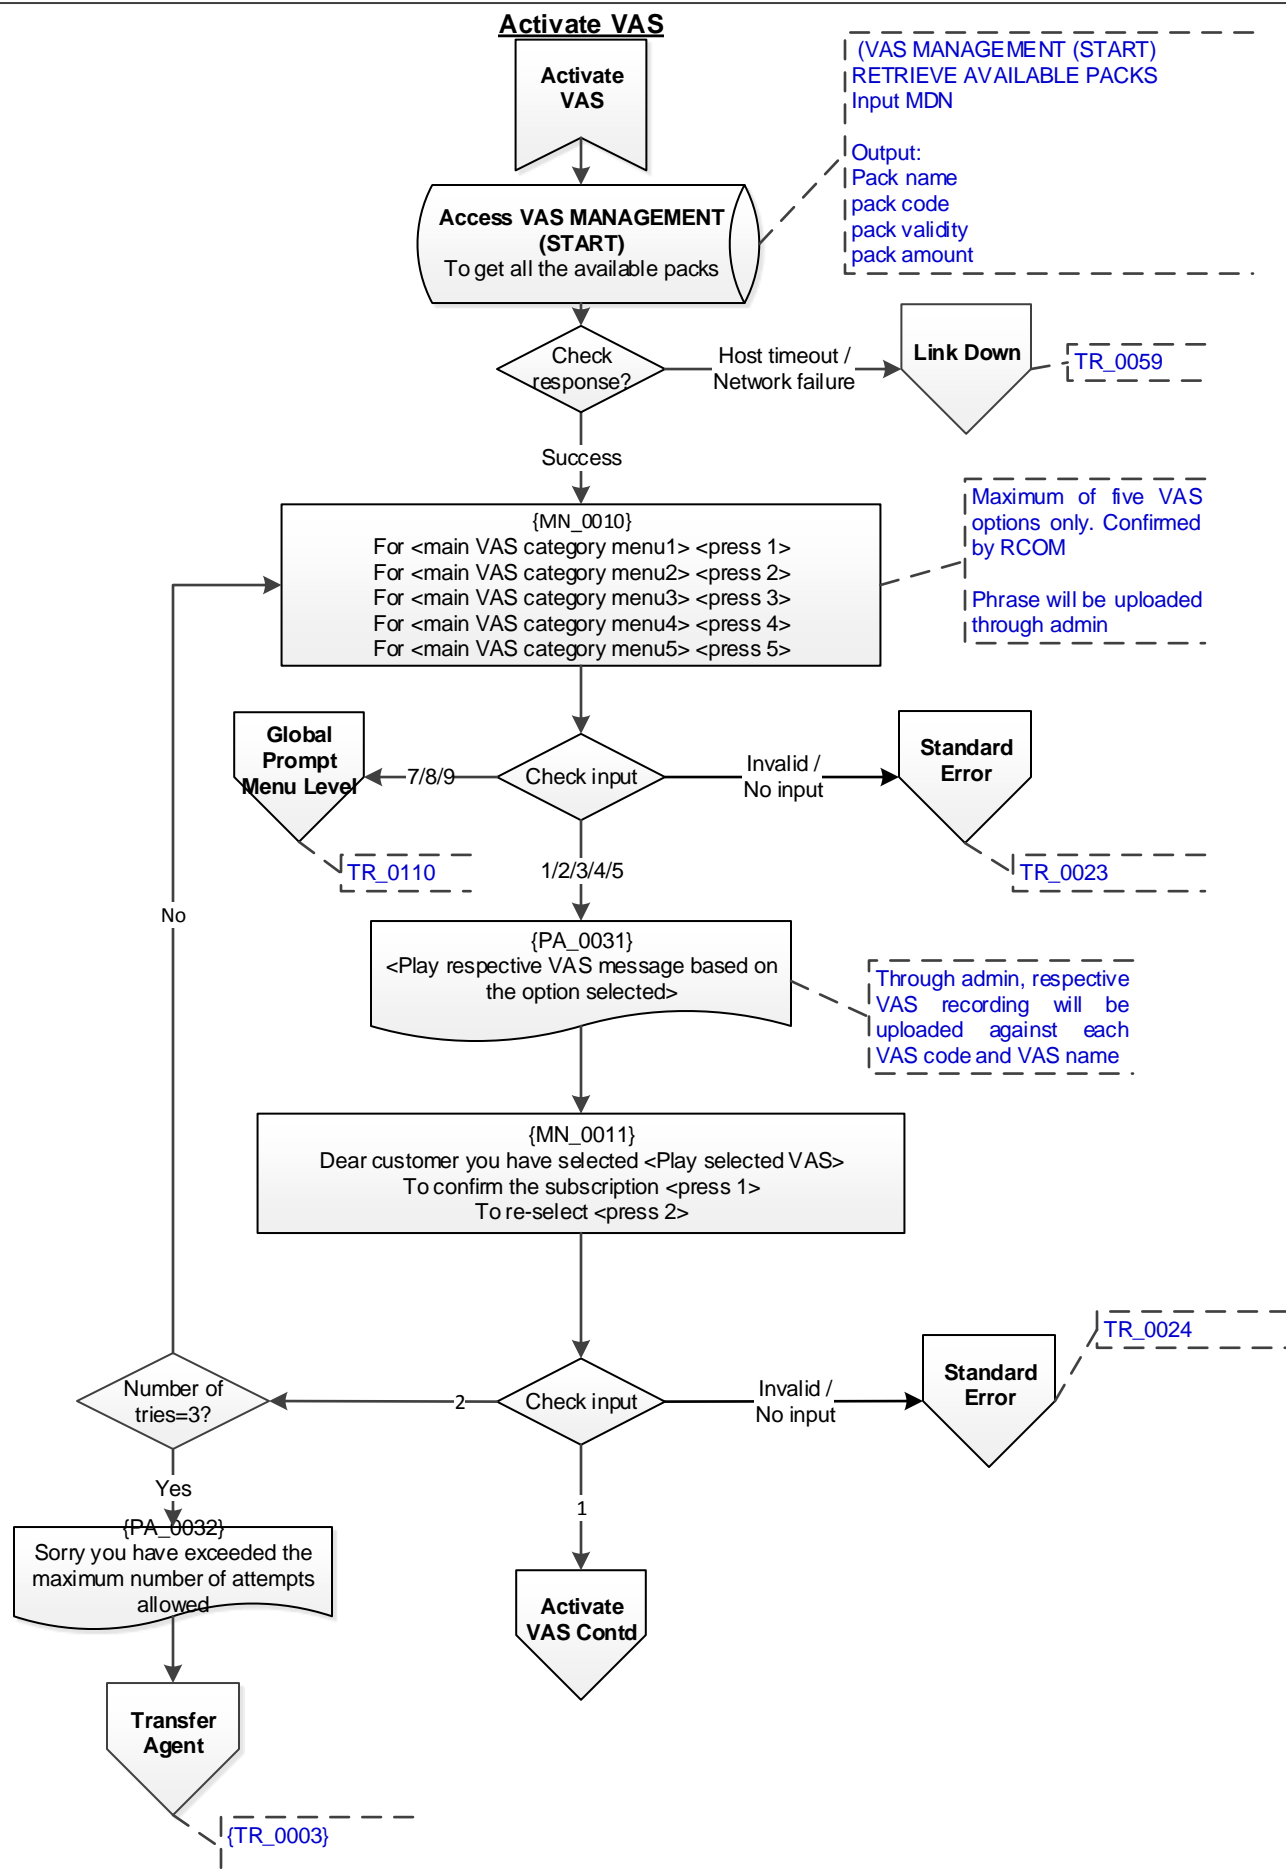 Activate VAS
Activate
VAS
(VAS MANAGEMENT (START)
RETRIEVE AVAILABLE PACKS
Input MDN
Output:
Pack name
pack code
pack validity
pack amount
Access VAS MANAGEMENT
(START)
To get all the available packs
Check
response?
Host timeout /
Network failure
Link Down
TR_0059
Success
{MN_0010}
For <main VAS category menu1> <press 1>
For <main VAS category menu2> <press 2>
For <main VAS category menu3> <press 3>
For <main VAS category menu4> <press 4>
For <main VAS category menu5> <press 5>
Maximum of five VAS
options only. Confirmed
by RCOM
Phrase will be uploaded
through admin
Global
Prompt
Menu Level
7/8/9
Check input
Invalid /
No input
Standard
Error
TR_0110
1/2/3/4/5
TR_0023
No
{PA_0031}
<Play respective VAS message based on
the option selected>
Through admin, respective
VAS recording will be
uploaded against each
VAS code and VAS name
{MN_0011}
Dear customer you have selected <Play selected VAS>
To confirm the subscription <press 1>
To re-select <press 2>
TR_0024
Number of
tries=3?
2
Check input
Invalid /
No input
Standard
Error
Yes
1
{PA_0032}
Sorry you have exceeded the
maximum number of attempts
allowed
Activate
VAS Contd
Transfer
Agent
{TR_0003}